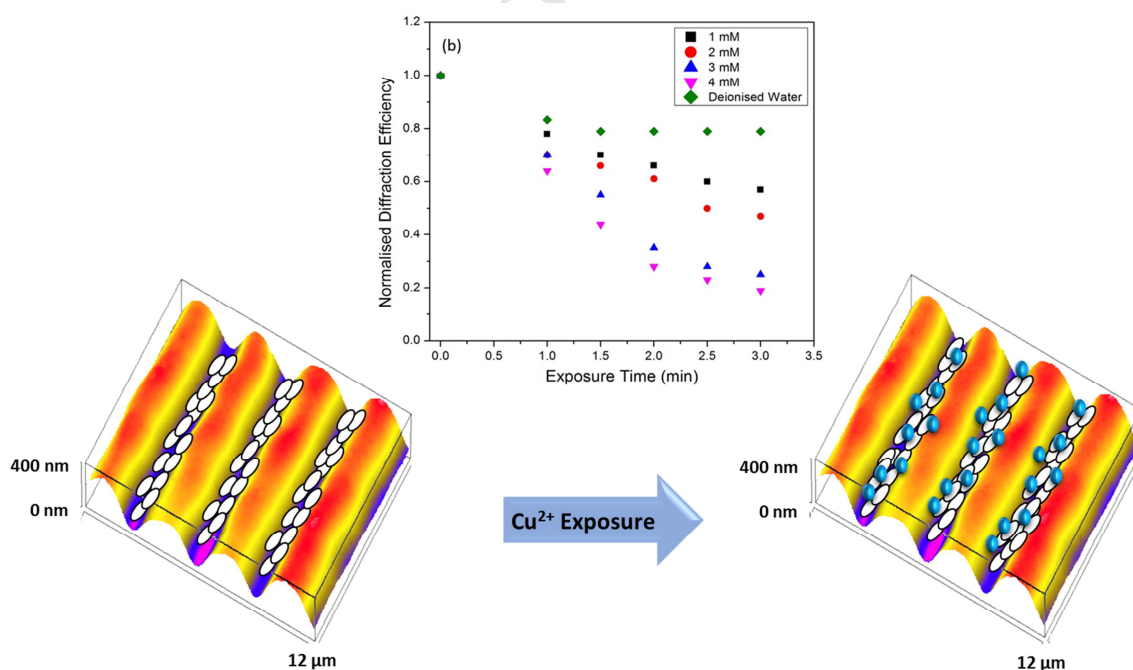 (b)
1 mM
2 mM
3 mM
4 mM
Deionised Water
Normalised Diffraction Efficiency
1.2
1.0
0.8
0.6
0.4
0.2
0.0
0.0 0.5 1.0 1.5 2.0 2.5 3.0 3.5
Exposure Time (min)
400 nm
0 nm
12 µm
Cu²⁺ Exposure
400 nm
0 nm
12 µm